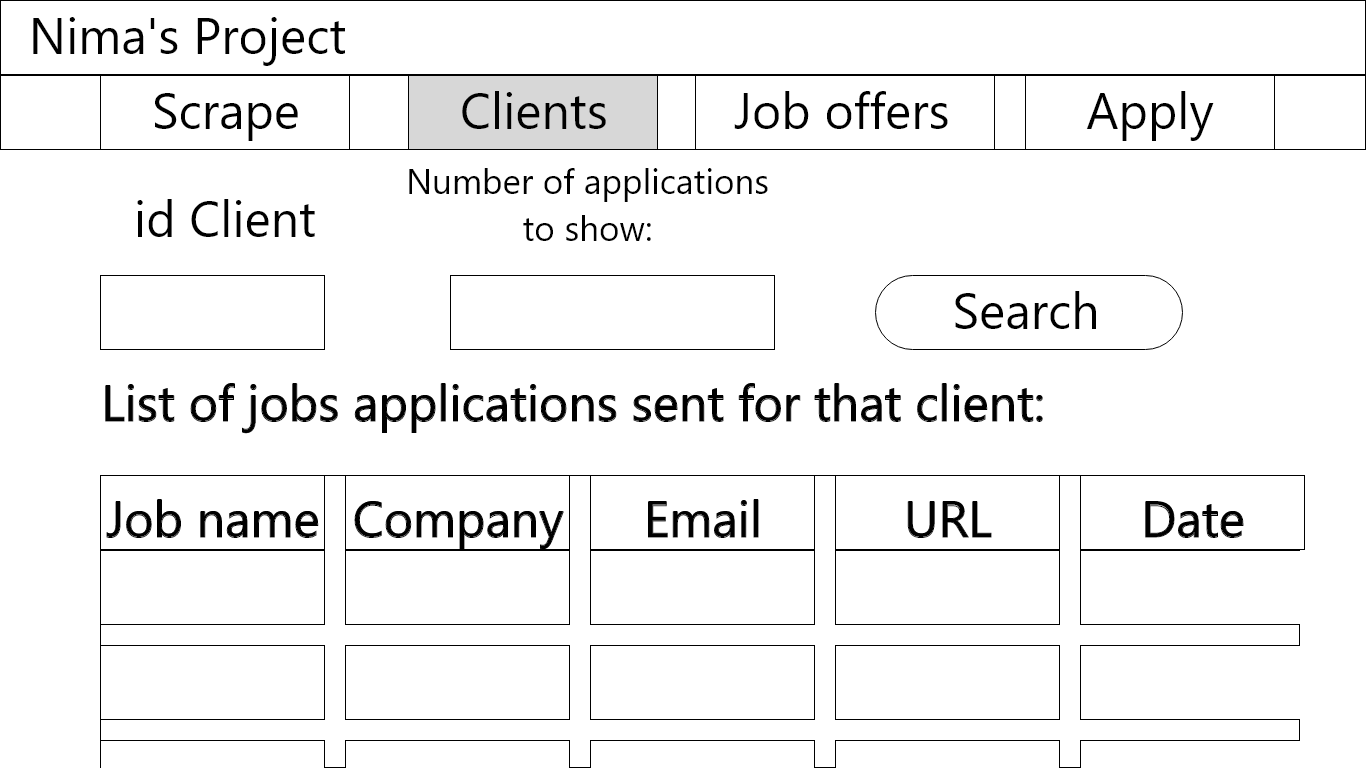 Nima's Project
Scrape Clients Job offers Apply
id Client
Number of applications
to show:
Search
List of jobs applications sent for that client:
Job name Company Email URL Date